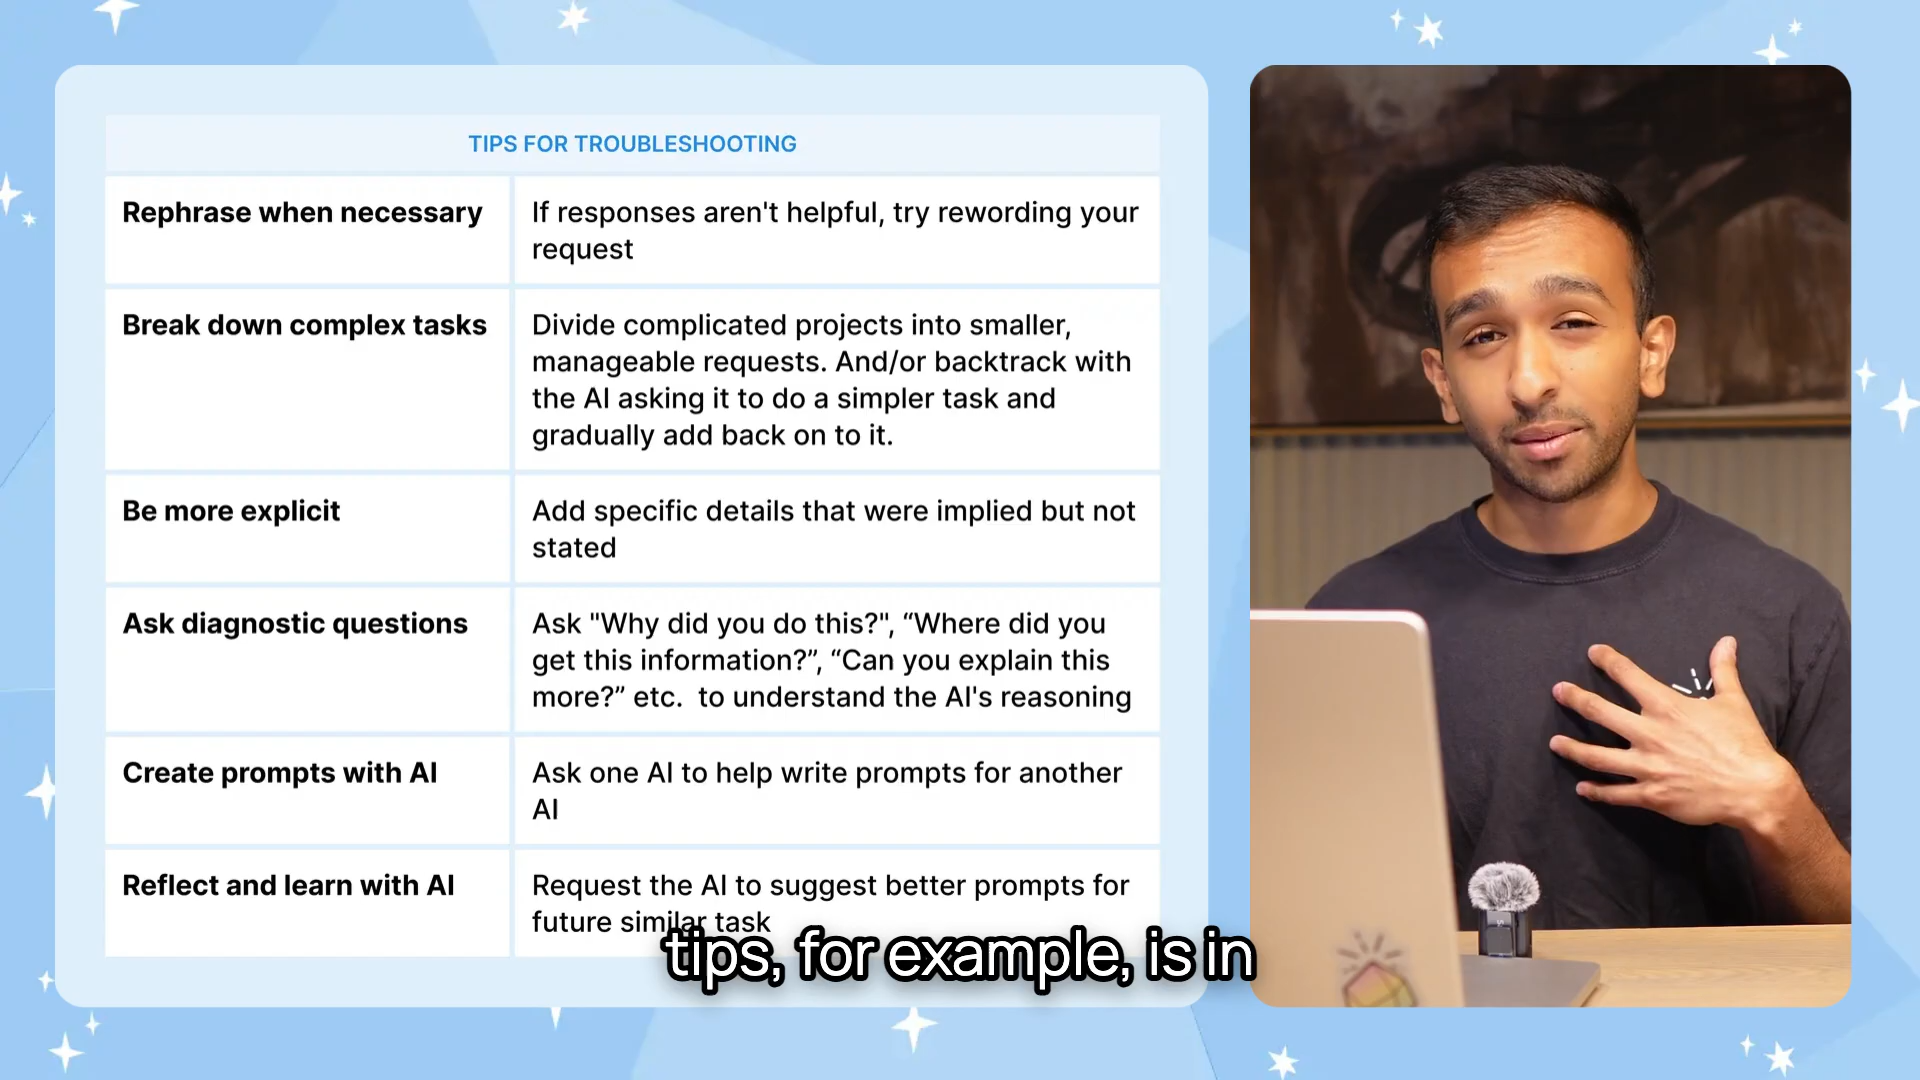 TIPS FOR TROUBLESHOOTING
Rephrase when necessary
If responses aren't helpful, try rewording your
request
Break down complex tasks
Divide complicated projects into smaller,
manageable requests. And/or backtrack with
the AI asking it to do a simpler task and
gradually add back on to it.
Be more explicit
Add specific details that were implied but not
stated
Ask diagnostic questions
Ask "Why did you do this?", “Where did you
get this information?”, “Can you explain this
more?” etc.  to understand the AI's reasoning
Create prompts with AI
Ask one AI to help write prompts for another
AI
Reflect and learn with AI
Request the AI to suggest better prompts for
future similar task
tips, for example, is in